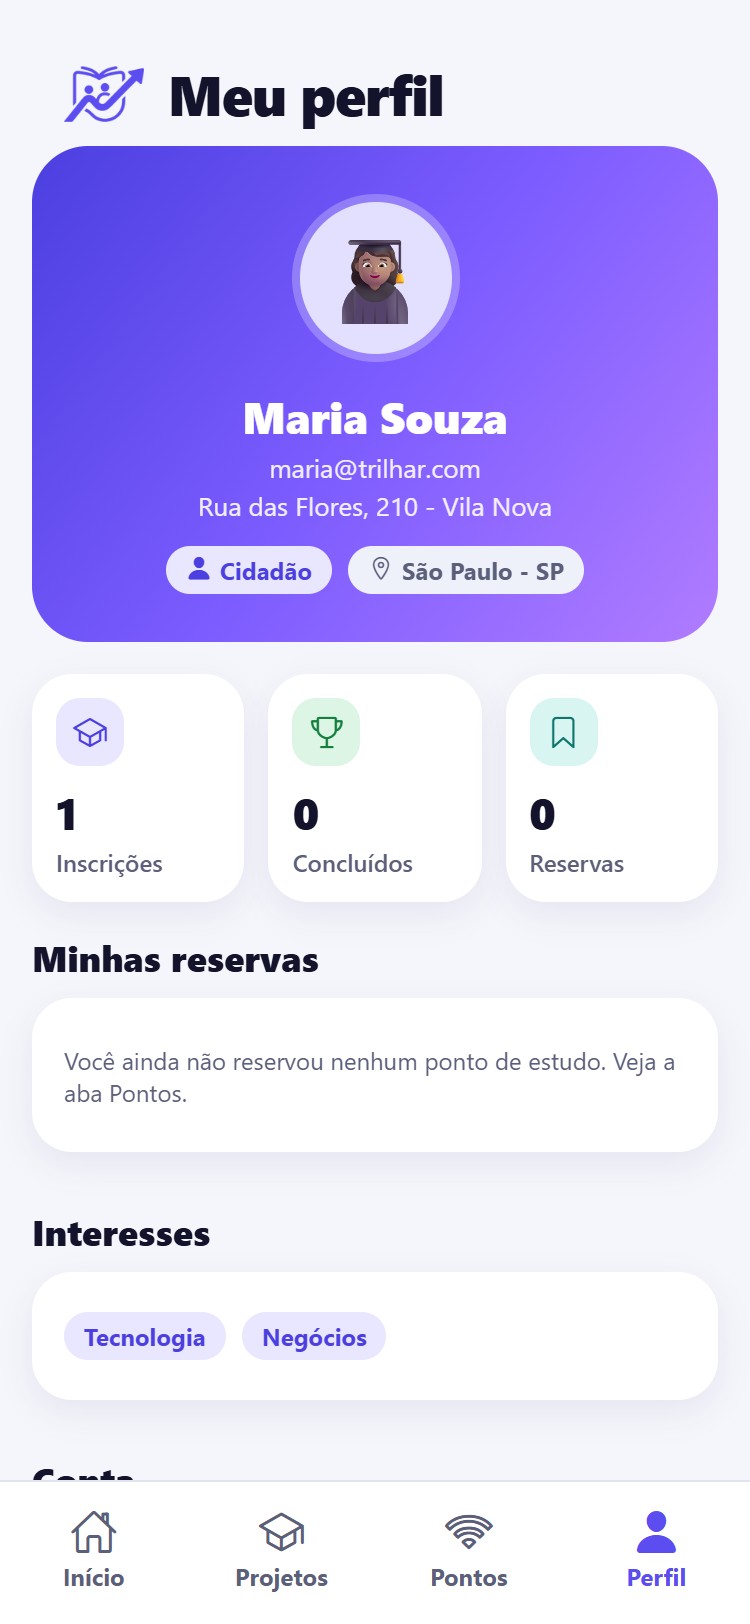 Meu perfil
Maria Souza
maria@trilhar.com
Rua das Flores, 210 - Vila Nova
Cidadão
São Paulo - SP
1
Inscrições
0
Concluídos
0
Reservas
Minhas reservas
Você ainda não reservou nenhum ponto de estudo. Veja a
aba Pontos.
Interesses
Tecnologia
Negócios
Conta
Início
Projetos
Pontos
Perfil